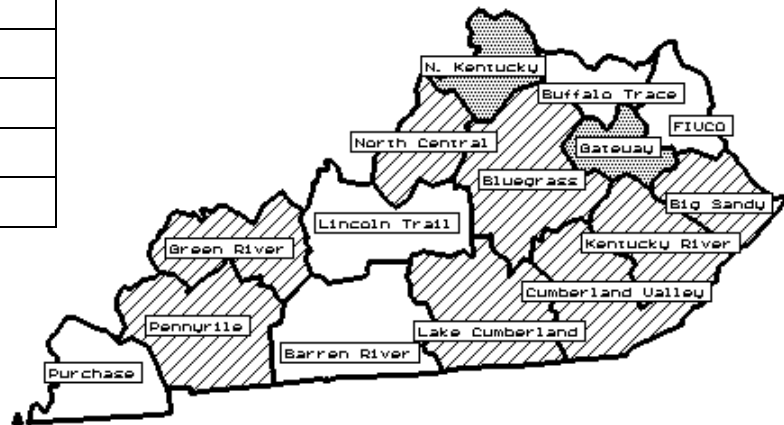 N. Kentucky
Buffalo Trace
FIVCO
North Central
Gateway
Bluegrass
Big Sandy
Lincoln Trail
Green River
Kentucky River
Cumberland Valley
Pennyrile
Lake Cumberland
Barren River
Purchase